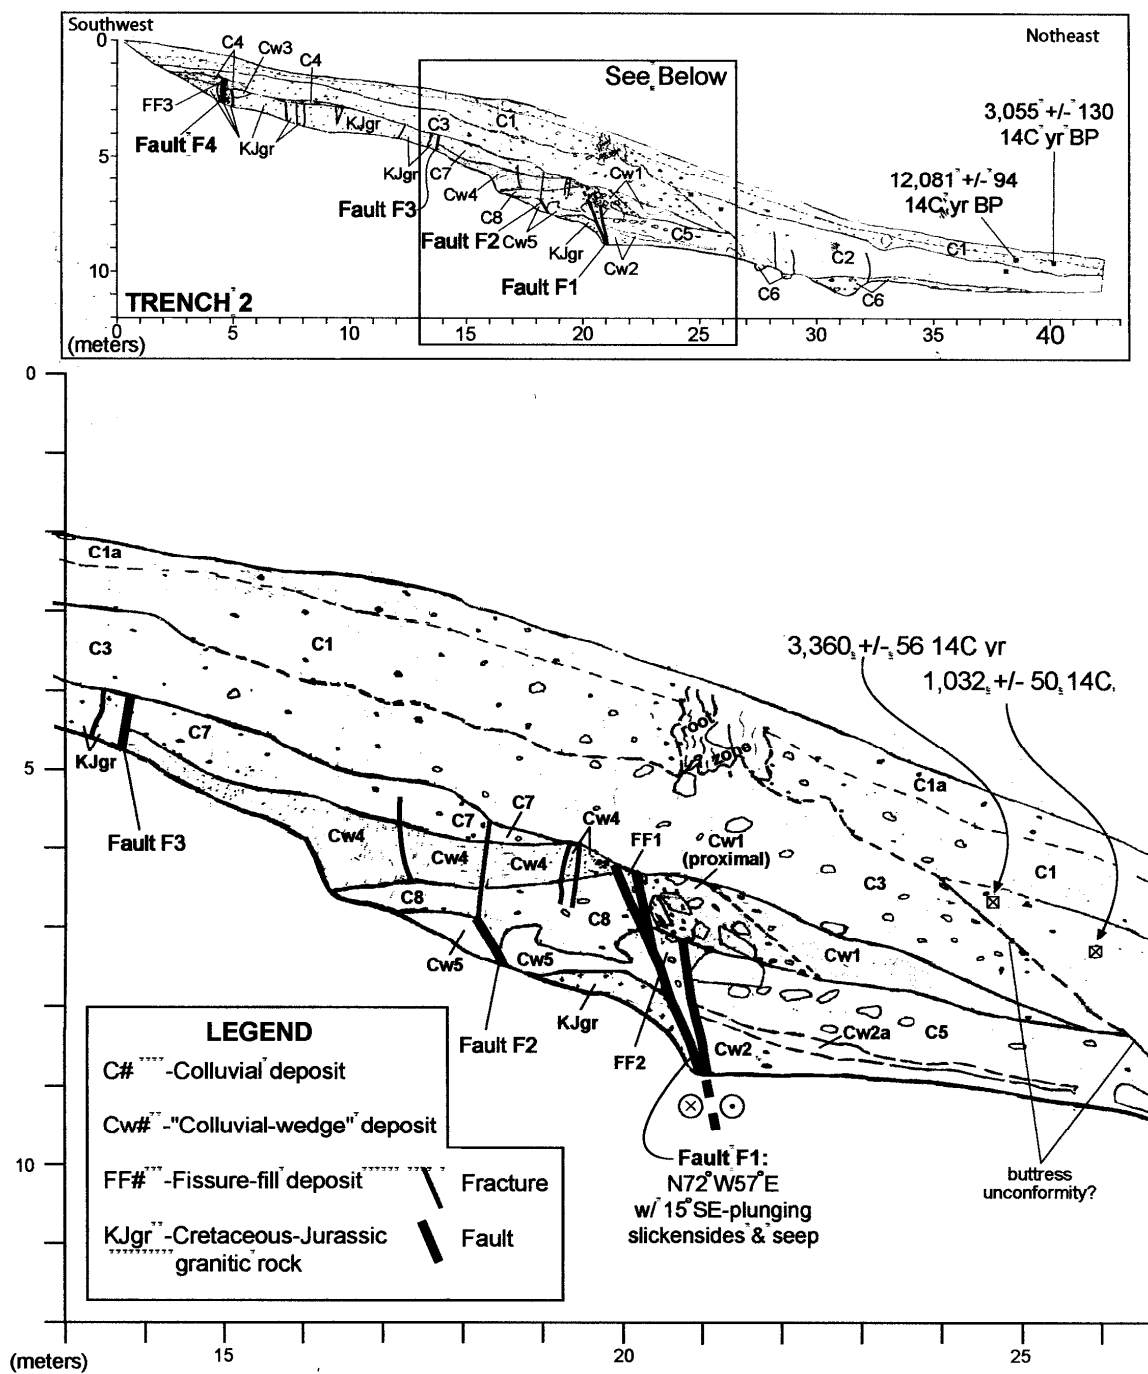 Southwest
Notheast
0
5
10
C4
Cw3
C4
FF3
Fault F4
KJgr
KJgr
KJgr
C3
C7
Cw4
Fault F3
C8
Fault F2
Cw5
KJgr
Fault F1
C1
See Below
Cw1
C5
Cw2
C6
C2
C6
C1
3,055 +/- 130
14C yr BP
12,081 +/- 94
14C yr BP
TRENCH 2
0 5 10 15 20 25 30 35 40
(meters)
0
5
10
C1a
C3
C1
C7
KJgr
Fault F3
Cw4
C7
C7
Cw4
Cw4
Cw4
C8
C8
Cw5
Cw5
KJgr
Fault F2
FF1
FF2
root
zone
Cw1
(proximal)
C3
Cw1
C5
Cw2a
Cw2
C1a
C1
3,360 +/- 56 14C yr
1,032 +/- 50 14C
Fault F1:
N72°W57°E
w/ 15° SE-plunging
slickensides & seep
buttress
unconformity?
LEGEND
C# -Colluvial deposit
Cw# -"Colluvial-wedge" deposit
FF# -Fissure-fill deposit
Fracture
KJgr -Cretaceous-Jurassic
granitic rock
Fault
15 20 25
(meters)